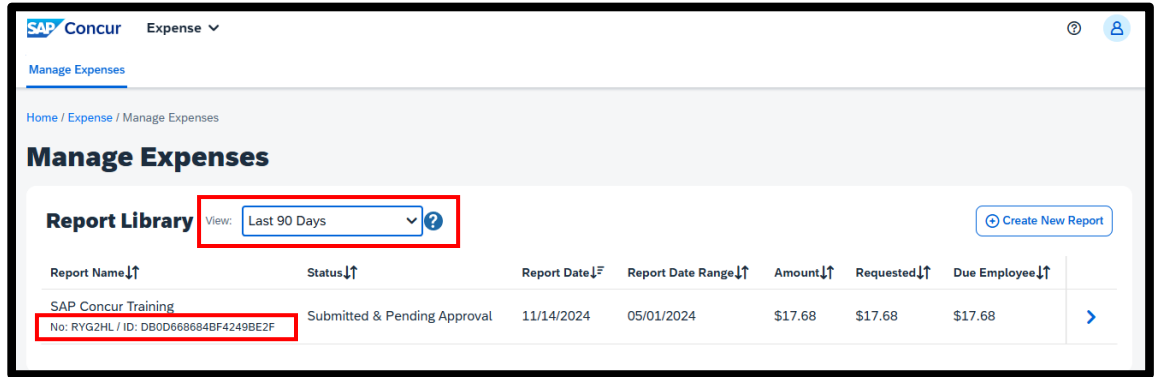 SAP Concur Expense
Manage Expenses
Home / Expense / Manage Expenses
Manage Expenses
Report Library View: Last 90 Days
Create New Report
Report Name Status Report Date Report Date Range Amount Requested Due Employee
SAP Concur Training
No: RYG2HL / ID: DB0D668684BF4249BE2F
Submitted & Pending Approval 11/14/2024 05/01/2024 $17.68 $17.68 $17.68